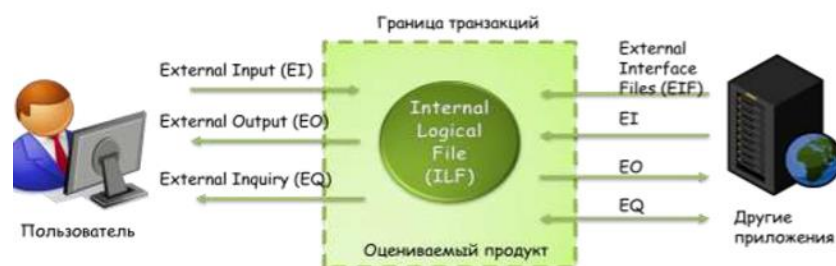 Граница транзакций
External Input (EI)
External Output (EO)
External Inquiry (EQ)
Пользователь
Internal
Logical
File
(ILF)
Оцениваемый продукт
External
Interface
Files (EIF)
EI
EO
EQ
Другие
приложения